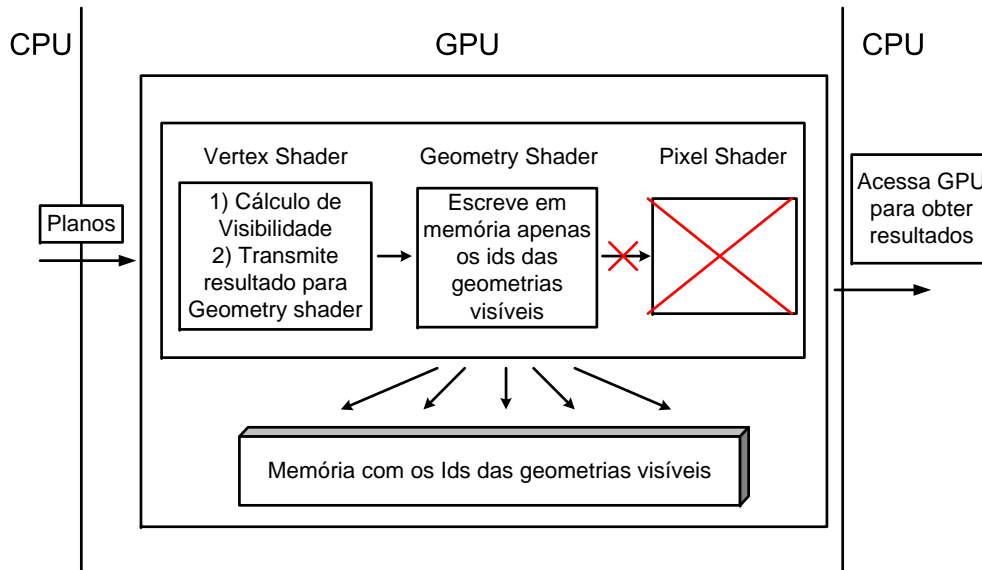 CPU
GPU
CPU
Planos
Vertex Shader
1) Cálculo de
Visibilidade
2) Transmite
resultado para
Geometry shader
Geometry Shader
Escreve em
memória apenas
os ids das
geometrias
visíveis
Pixel Shader
Acessa GPU
para obter
resultados
Memória com os Ids das geometrias visíveis